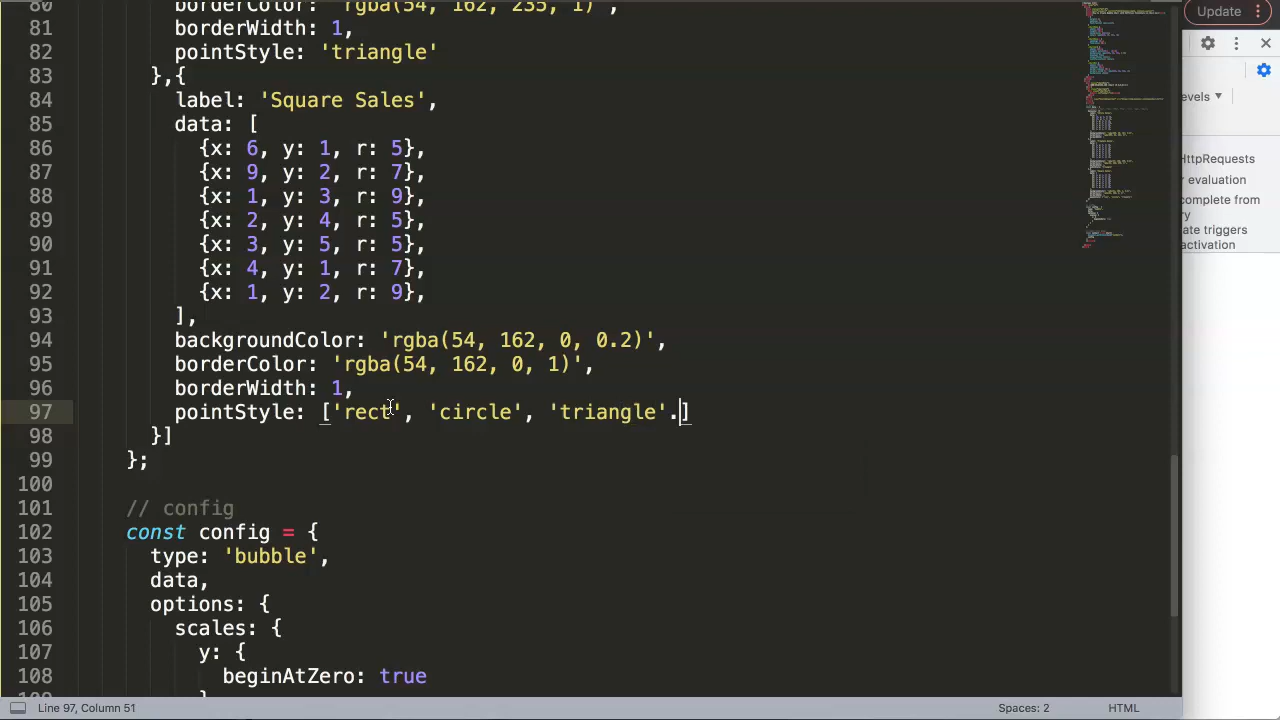 80 borderColor: 'rgba(54, 162, 235, 1)',
Update
81 borderWidth: 1,
82 pointStyle: 'triangle'
83 },{
84 label: 'Square Sales',
evels
85 data: [
86 {x: 6, y: 1, r: 5},
HttpRequests
87 {x: 9, y: 2, r: 7},
r evaluation
88 {x: 1, y: 3, r: 9},
complete from
ry
89 {x: 2, y: 4, r: 5},
ate triggers
90 {x: 3, y: 5, r: 5},
activation
91 {x: 4, y: 1, r: 7},
92 {x: 1, y: 2, r: 9},
93 ],
94 backgroundColor: 'rgba(54, 162, 0, 0.2)',
95 borderColor: 'rgba(54, 162, 0, 1)',
96 borderWidth: 1,
97 pointStyle: ['rect', 'circle', 'triangle'.]
98 }]
99 };
100
101 // config
102 const config = {
103 type: 'bubble',
104 data,
105 options: {
106 scales: {
107 y: {
108 beginAtZero: true
109 }
Line 97, Column 51
Spaces: 2
HTML